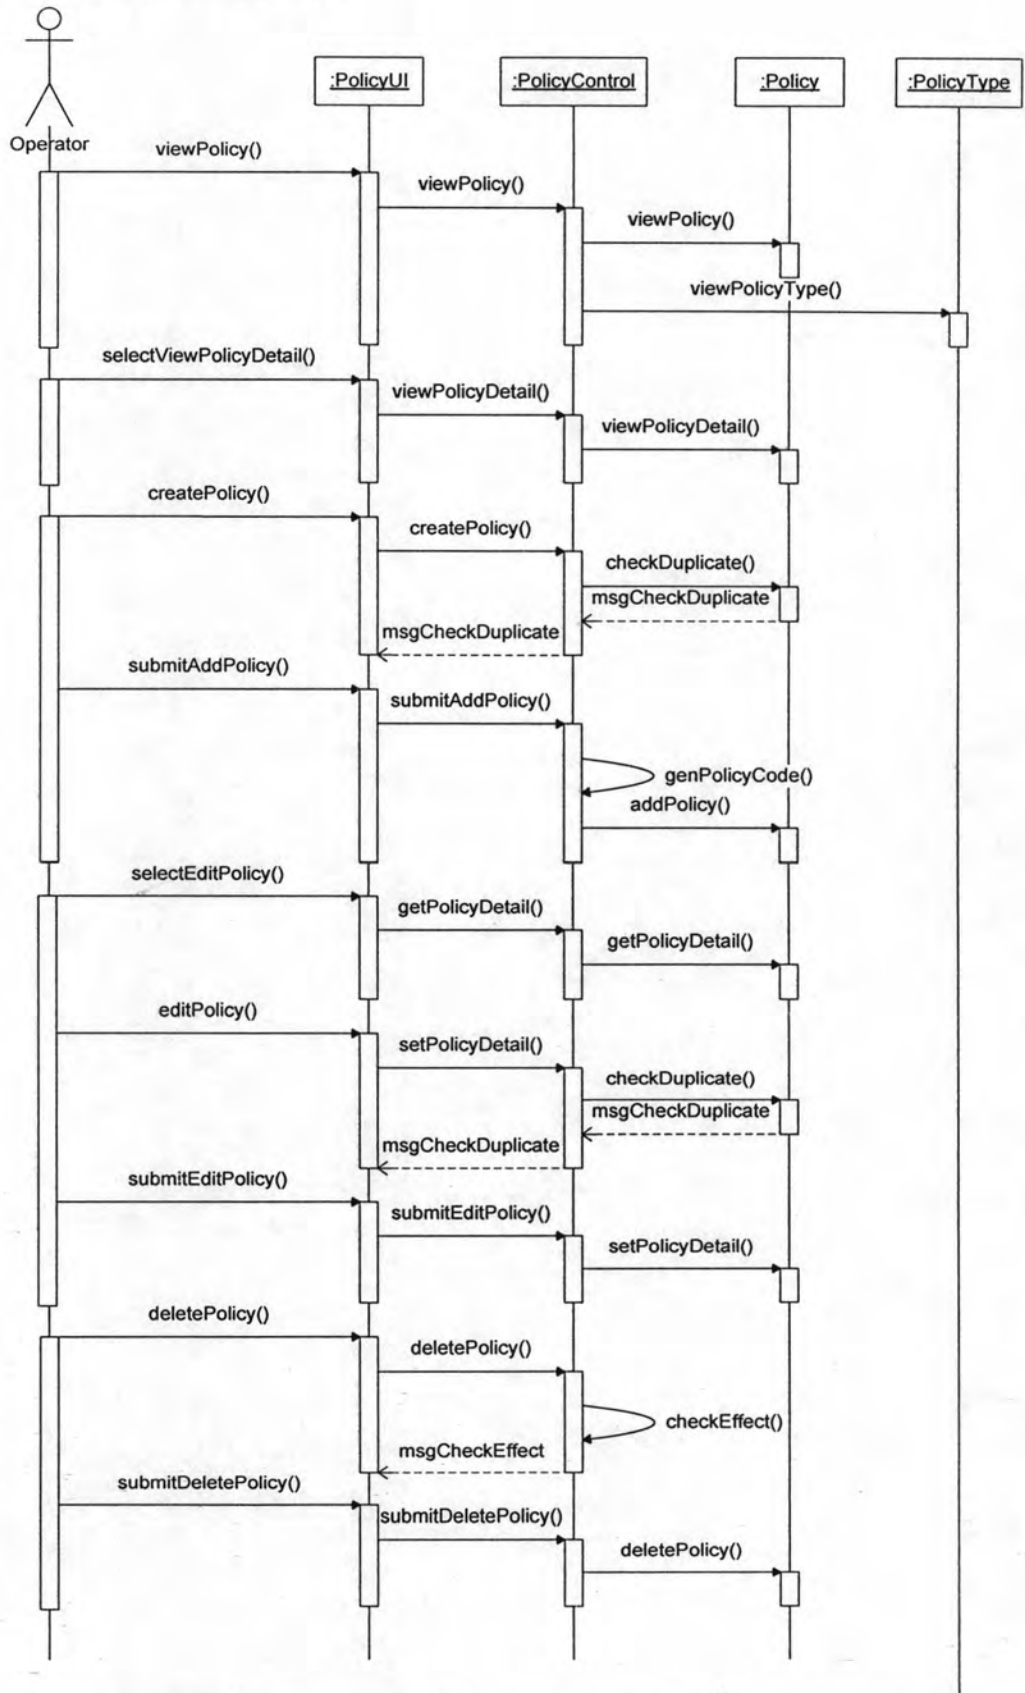 :PolicyUI
:PolicyControl
:Policy
:PolicyType
Operator
viewPolicy()
viewPolicy()
viewPolicy()
viewPolicyType()
selectViewPolicyDetail()
viewPolicyDetail()
viewPolicyDetail()
createPolicy()
createPolicy()
checkDuplicate()
msgCheckDuplicate
msgCheckDuplicate
submitAddPolicy()
submitAddPolicy()
genPolicyCode()
addPolicy()
selectEditPolicy()
getPolicyDetail()
getPolicyDetail()
editPolicy()
setPolicyDetail()
checkDuplicate()
msgCheckDuplicate
msgCheckDuplicate
submitEditPolicy()
submitEditPolicy()
setPolicyDetail()
deletePolicy()
deletePolicy()
checkEffect()
msgCheckEffect
submitDeletePolicy()
submitDeletePolicy()
deletePolicy()